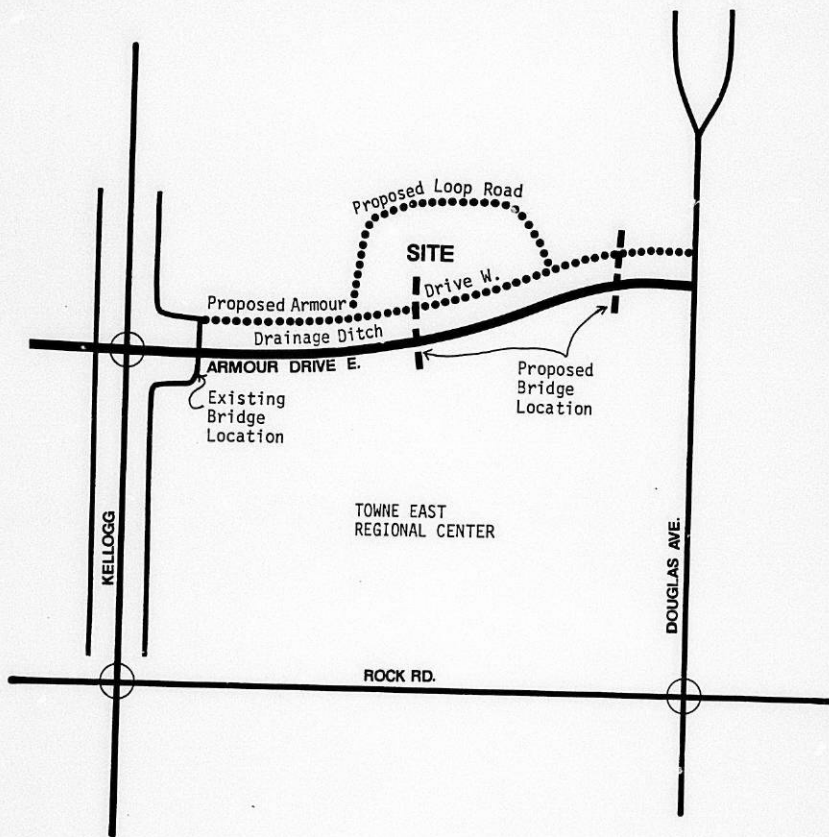 Proposed Loop Road
SITE
Proposed Armour
Drive W.
Drainage Ditch
ARMOUR DRIVE E.
Existing
Bridge
Location
Proposed
Bridge
Location
TOWNE EAST
REGIONAL CENTER
KELLOGG
DOUGLAS AVE.
ROCK RD.